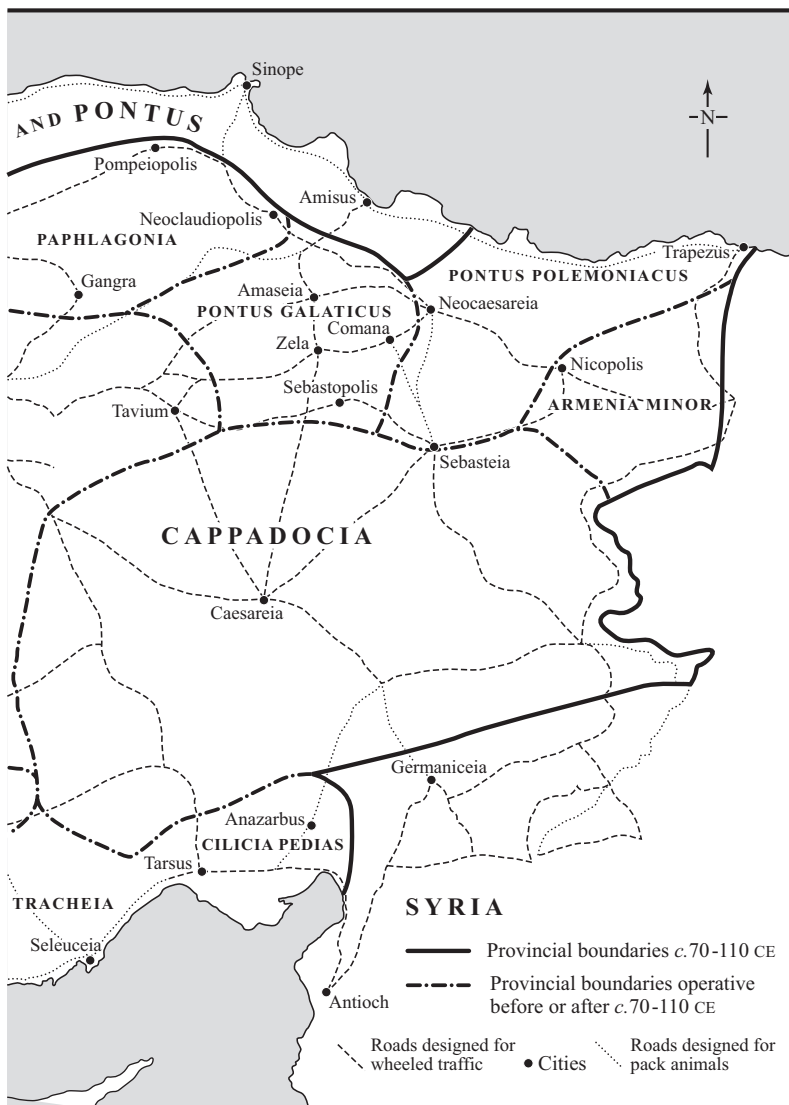 Sinope
AND PONTUS
Pompeiopolis
Amisus
N
Neoclaudiopolis
PAPHLAGONIA
Trapezus
PONTUS POLEMONIACUS
Gangra
Amaseia
PONTUS GALATICUS
Neocaesareia
Comana
Zela
Nicopolis
Sebastopolis
ARMENIA MINOR
Tavium
Sebasteia
CAPPADOCIA
Caesareia
Germaniceia
Anazarbus
CILICIA PEDIAS
Tarsus
TRACHEIA
Seleuceia
Antioch
SYRIA
Provincial boundaries c.70-110 CE
Provincial boundaries operative
before or after c.70-110 CE
Roads designed for
wheeled traffic
Cities
Roads designed for
pack animals